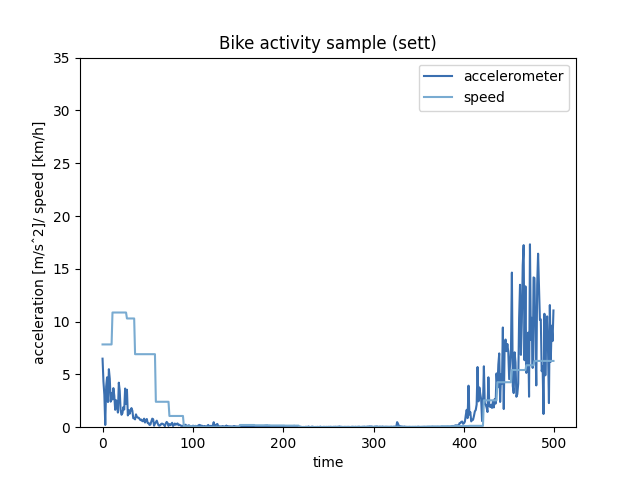 Bike activity sample (sett)
accelerometer
speed
acceleration [m/sˆ2]/ speed [km/h]
35
30
25
20
15
10
5
0
0 100 200 300 400 500
time